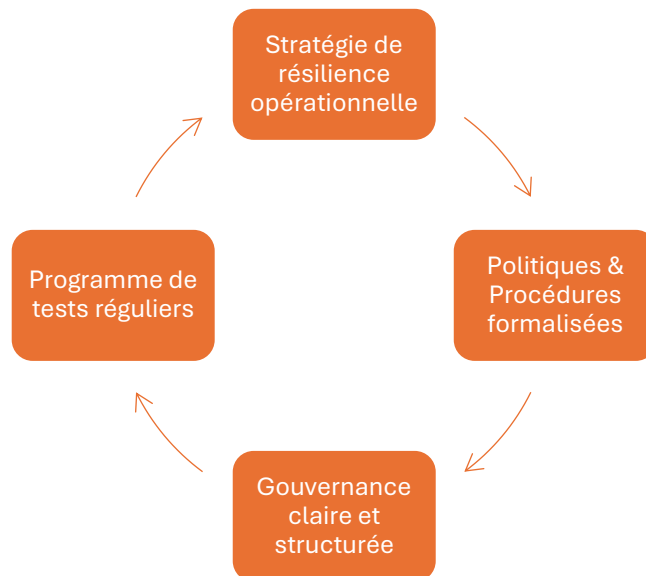 Stratégie de
résilience
opérationnelle
Politiques &
Procédures
formalisées
Gouvernance
claire et
structurée
Programme de
tests réguliers